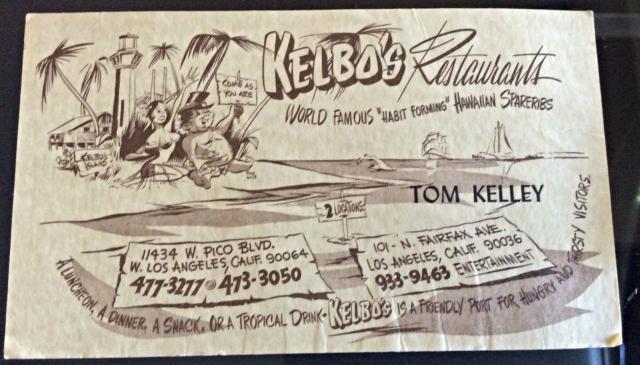 KELBO'S Restaurants
WORLD FAMOUS "HABIT FORMING" HAWAIIAN SPARERIBS
COME AS
YOU ARE
KELBO'S
TOM KELLEY
2 LOCATIONS
11434 W. PICO BLVD.
W. LOS ANGELES, CALIF. 90064
477-3277 @ 473-3050
101 - N. FAIRFAX AVE.
LOS ANGELES, CALIF. 90036
933-9463 ENTERTAINMENT
A LUNCHEON, A DINNER, A SNACK, OR A TROPICAL DRINK - KELBO'S IS A FRIENDLY PORT FOR HUNGRY AND THIRSTY VISITORS.